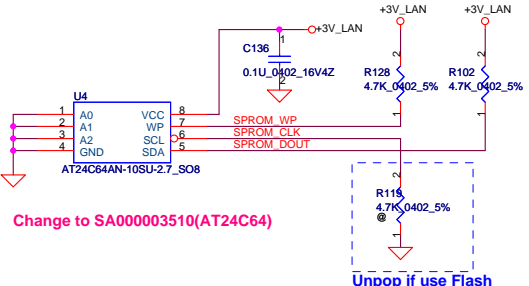 +3V_LAN
+3V_LAN
+3V_LAN
1
C136
0.1U_0402_16V4Z
2
2
R128
4.7K_0402_5%
1
2
R102
4.7K_0402_5%
1
U4
1 A0 VCC 8
2 A1 WP 7 SPROM_WP
3 A2 SCL 6 SPROM_CLK
4 GND SDA 5 SPROM_DOUT
AT24C64AN-10SU-2.7_SO8
2
R119
4.7K_0402_5%
@
1
Change to SA000003510(AT24C64)
Unpop if use Flash